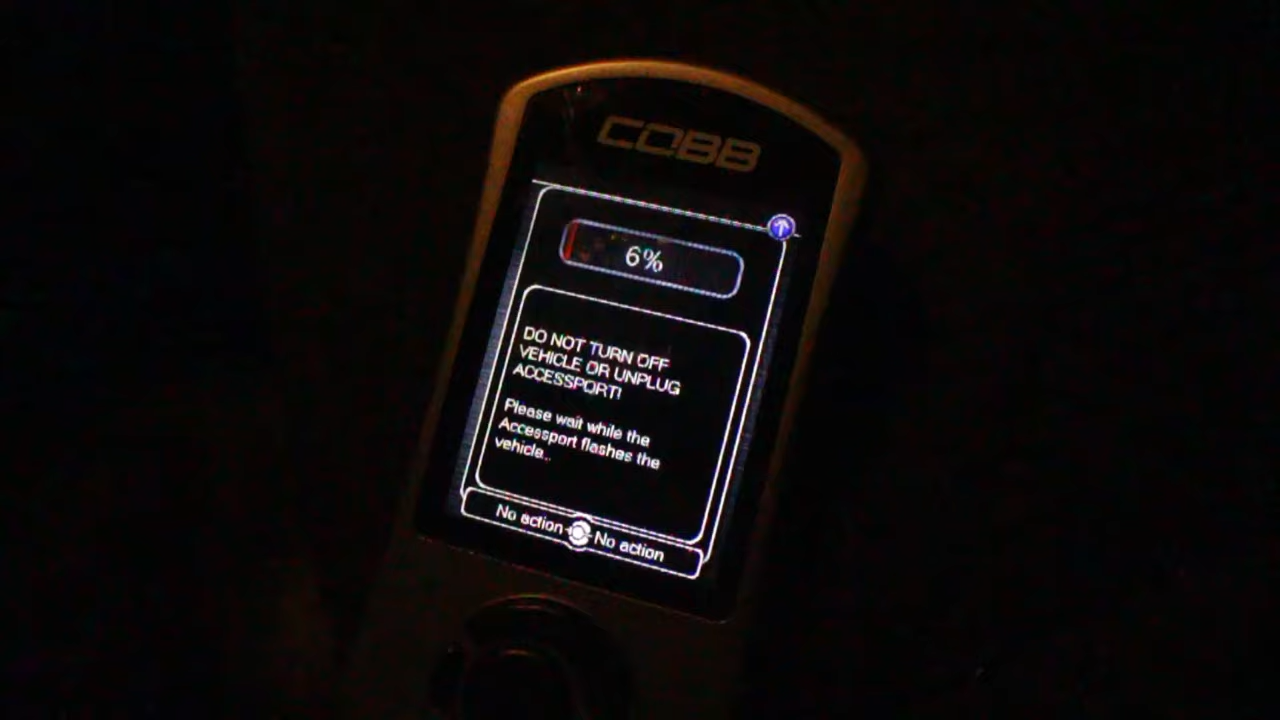 COBB
6%
DO NOT TURN OFF
VEHICLE OR UNPLUG
ACCESSPORT!
Please wait while the
Accessport flashes the
vehicle..
No action
No action